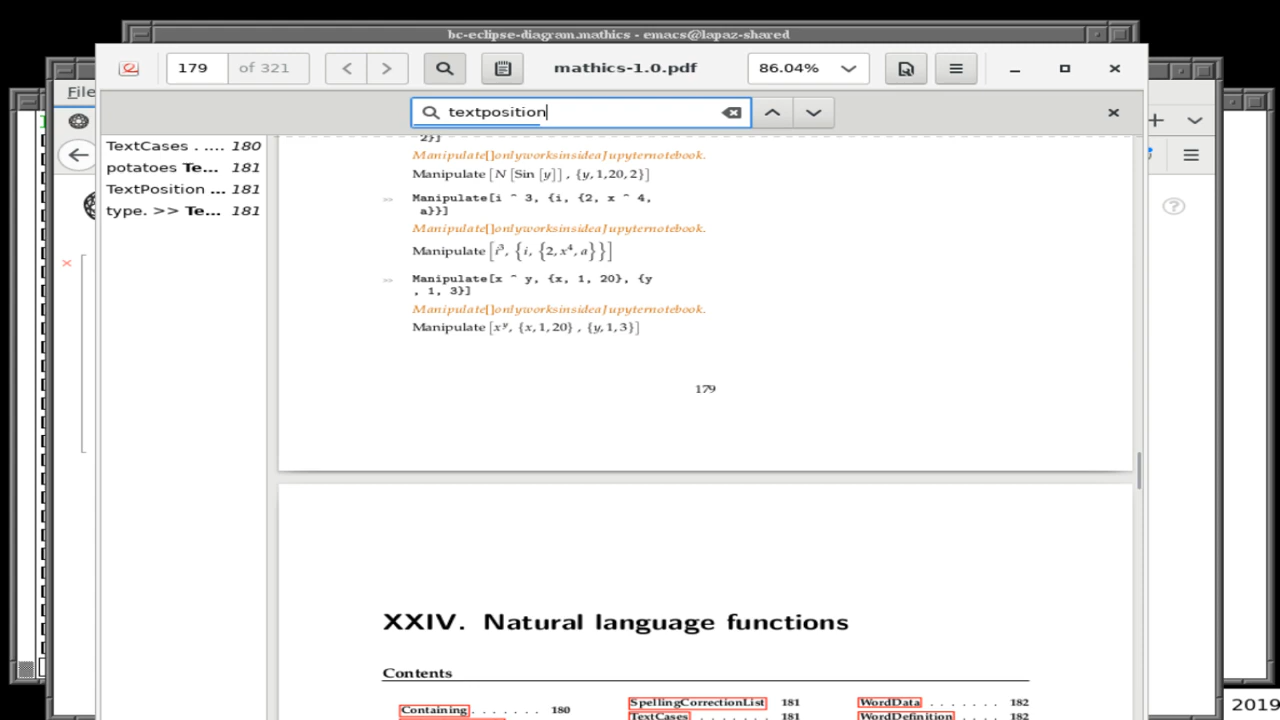 bc-eclipse-diagram.mathics - emacs@lapaz-shared
179 of 321
mathics-1.0.pdf
86.04%
File
textposition
TextCases . .... 180
potatoes Te... 181
TextPosition ... 181
type. >> Te... 181
2}]
Manipulate[]onlyworksinsideaJupyternotebook.
Manipulate [N [Sin [y]] , {y, 1, 20, 2}]
>> Manipulate[i ^ 3, {i, {2, x ^ 4,
a}}]
Manipulate[]onlyworksinsideaJupyternotebook.
Manipulate [i³, {i, {2, x⁴, a}}]
>> Manipulate[x ^ y, {x, 1, 20}, {y
, 1, 3}]
Manipulate[]onlyworksinsideaJupyternotebook.
Manipulate [xʸ, {x, 1, 20} , {y, 1, 3}]
179
XXIV. Natural language functions
Contents
Containing . . . . . . . 180
SpellingCorrectionList 181
TextCases . . . . . . . 181
WordData . . . . . . . 182
WordDefinition . . . . 182
2019